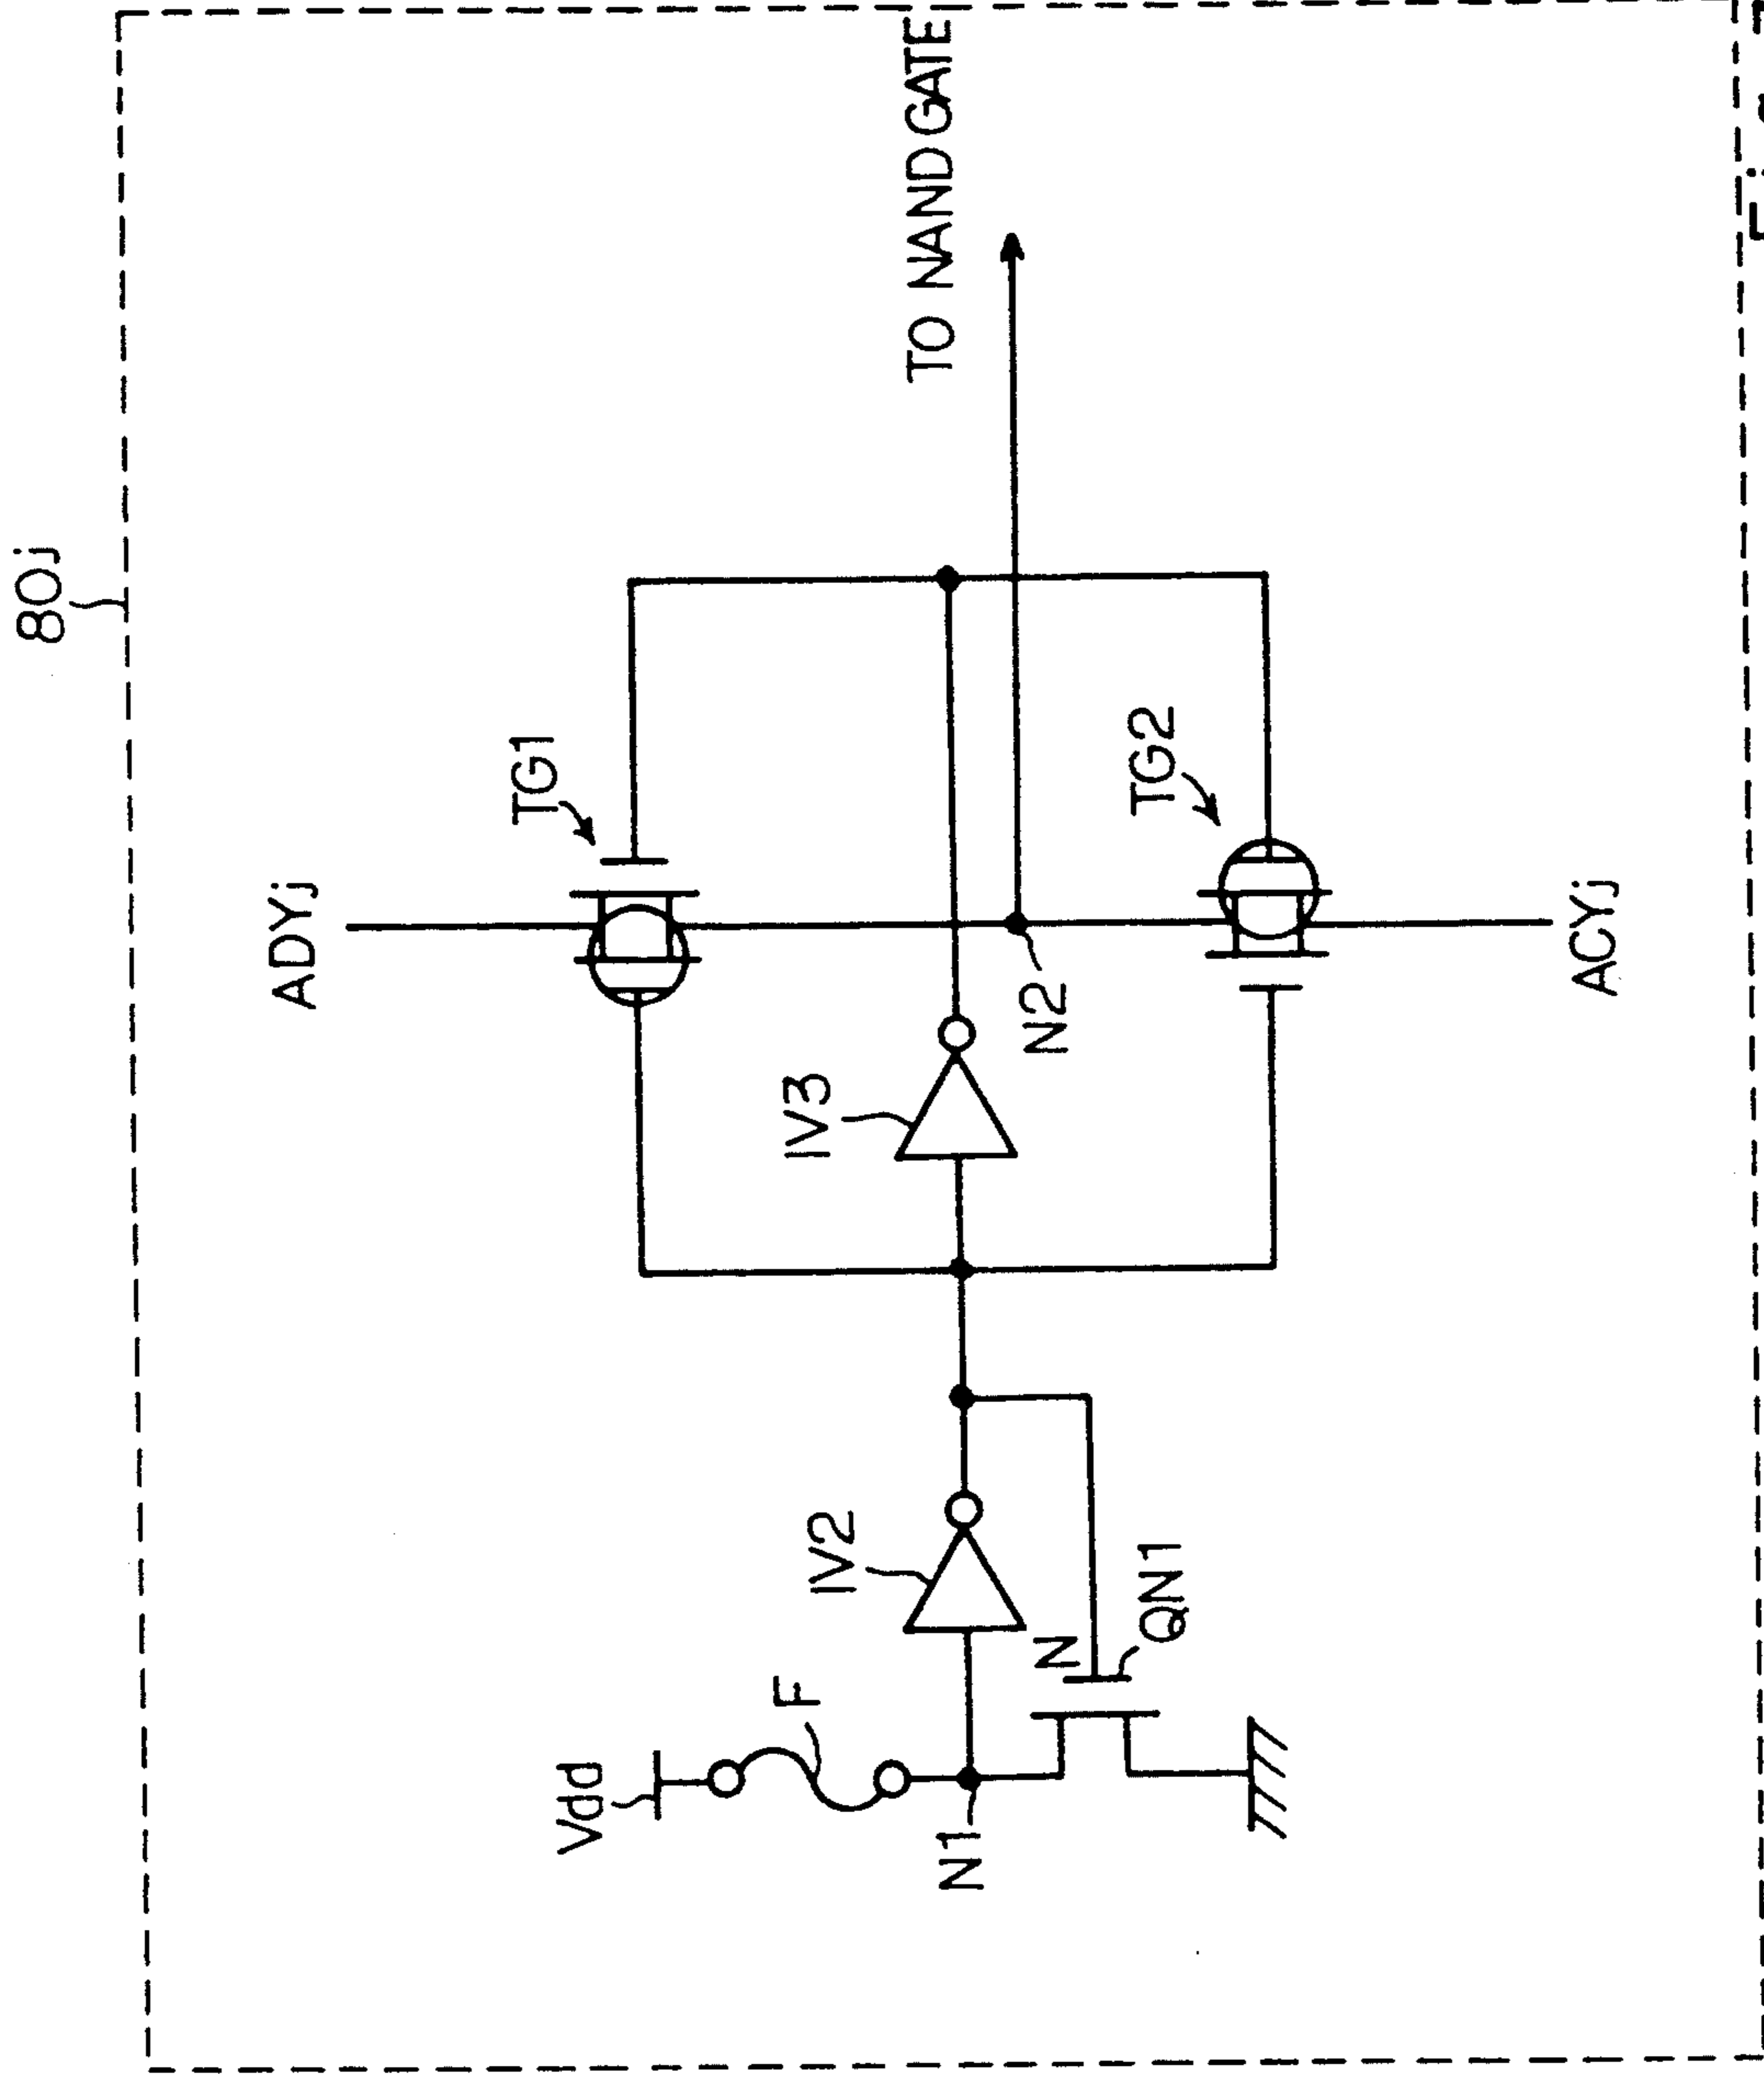 80j
ADYj
TG1
TO NAND GATE
Vdd
F
IV2
IV3
N1
N
QN1
N2
TG2
ACYj